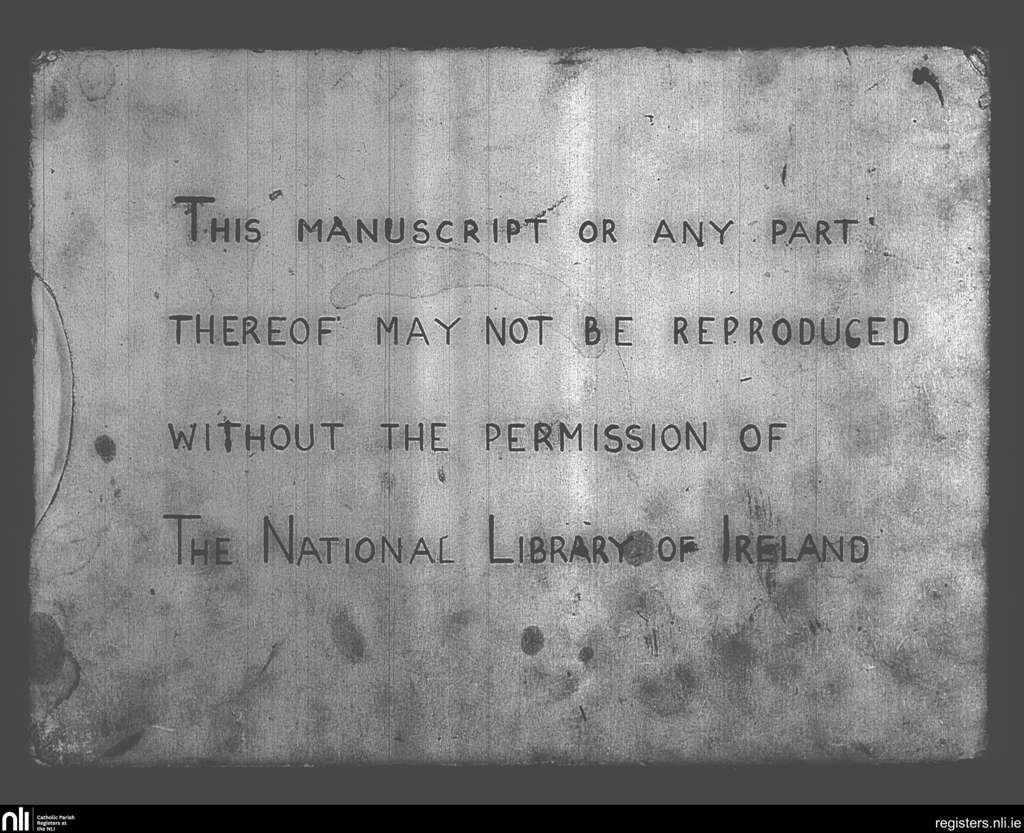 This manuscript or any part
thereof may not be reproduced
without the permission of
The National Library of Ireland
nli
Catholic Parish
Registers at
the NLI
registers.nli.ie